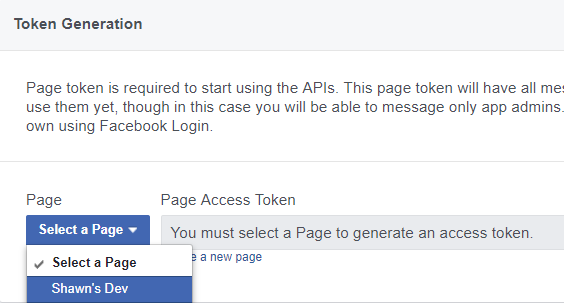 Token Generation
Page token is required to start using the APIs. This page token will have all
use them yet, though in this case you will be able to message only app admins.
own using Facebook Login.
Page Page Access Token
Select a Page You must select a Page to generate an access token.
Select a Page a new page
Shawn's Dev